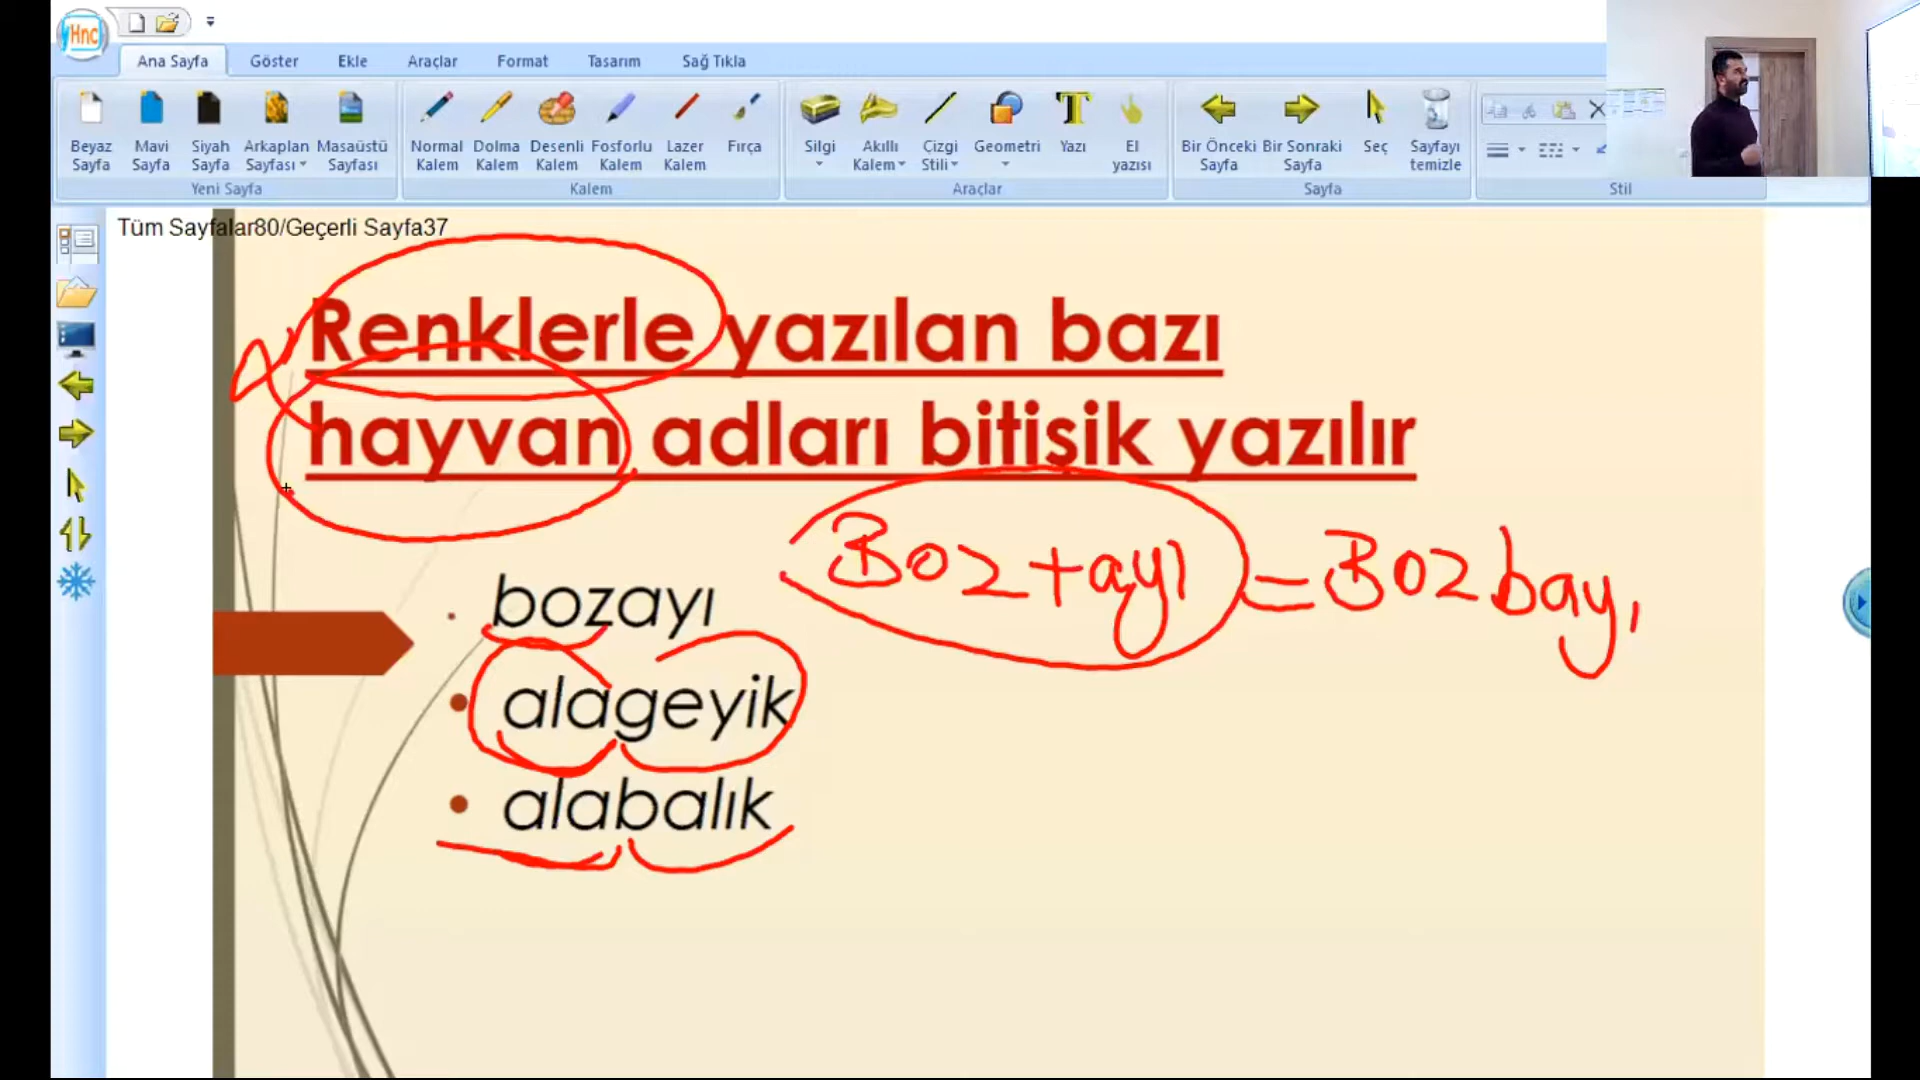 Hnc
Ana Sayfa Göster Ekle Araçlar Format Tasarım Sağ Tıkla
Beyaz Sayfa Mavi Sayfa Siyah Sayfa Arkaplan Sayfası Masaüstü Sayfası Normal Kalem Dolma Kalem Desenli Kalem Fosforlu Kalem Lazer Kalem Fırça Silgi Akıllı Kalem Çizgi Stili Geometri Yazı El yazısı Bir Önceki Sayfa Bir Sonraki Sayfa Seç Sayfayı temizle
Yeni Sayfa Kalem Araçlar Sayfa Stil
Tüm Sayfalar80/Geçerli Sayfa37
Renklerle yazılan bazı
hayvan adları bitişik yazılır
Boz+ayı = Boz bayı
bozayı
alageyik
alabalık